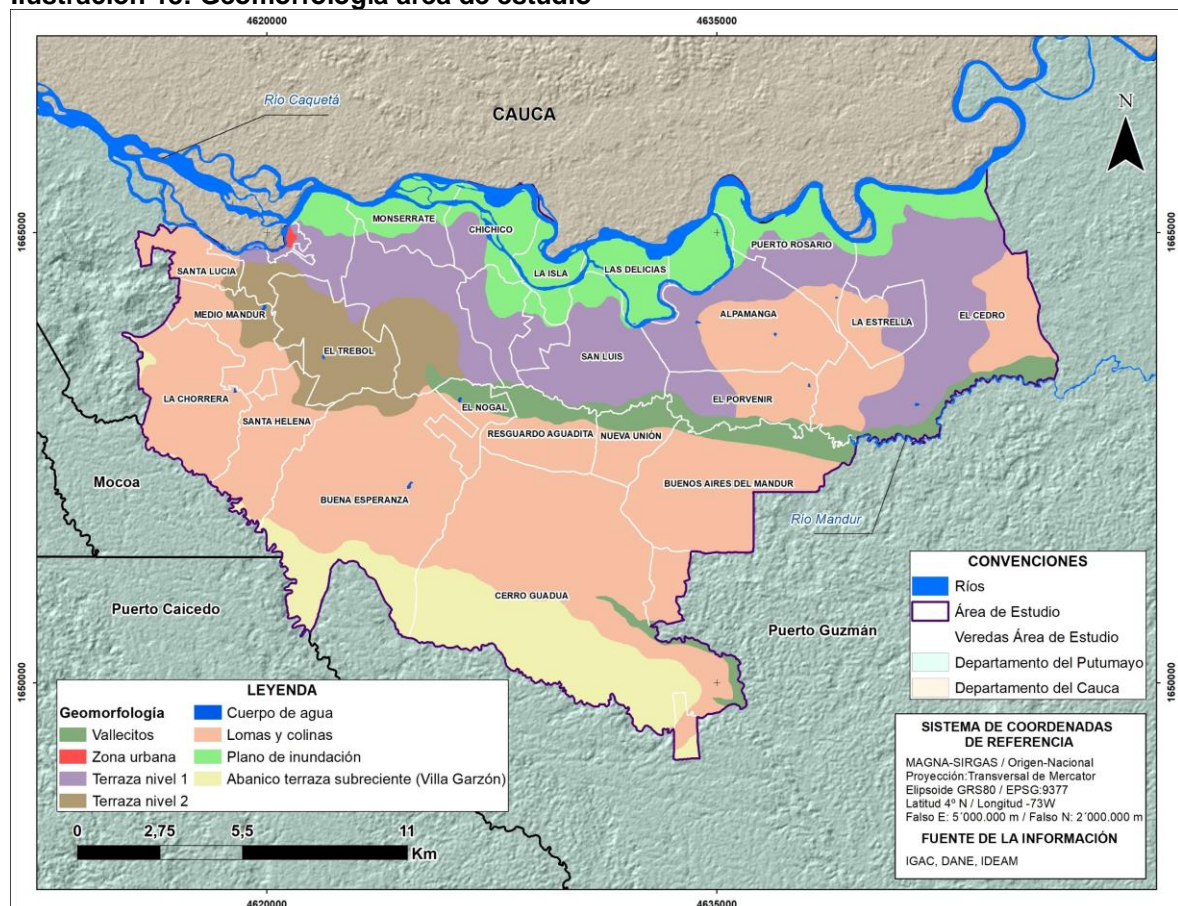 Ilustración 18. Geomorfología área de estudio
4620000
4635000
Río Caquetá
CAUCA
N
1665000
1665000
MONSERRATE
CHICHICO
PUERTO ROSARIO
SANTA LUCIA
LA ISLA
LAS DELICIAS
MEDIO MANDUR
ALPAMANGA
LA ESTRELLA
EL CEDRO
EL TREBOL
SAN LUIS
LA CHORRERA
EL NOGAL
EL PORVENIR
SANTA HELENA
RESGUARDO AGUADITA
NUEVA UNIÓN
Mocoa
BUENA ESPERANZA
BUENOS AIRES DEL MANDUR
Río Mandur
CERRO GUADUA
Puerto Caicedo
Puerto Guzmán
1650000
1650000
CONVENCIONES
Ríos
Área de Estudio
Veredas Área de Estudio
Departamento del Putumayo
Departamento del Cauca
LEYENDA
Geomorfología
Vallecitos
Zona urbana
Terraza nivel 1
Terraza nivel 2
Cuerpo de agua
Lomas y colinas
Plano de inundación
Abanico terraza subreciente (Villa Garzón)
0
2,75
5,5
11
Km
SISTEMA DE COORDENADAS
DE REFERENCIA
MAGNA-SIRGAS / Origen-Nacional
Proyección:Transversal de Mercator
Elipsoide GRS80 / EPSG:9377
Latitud 4º N / Longitud -73W
Falso E: 5´000.000 m / Falso N: 2´000.000 m
FUENTE DE LA INFORMACIÓN
IGAC, DANE, IDEAM
4620000
4635000